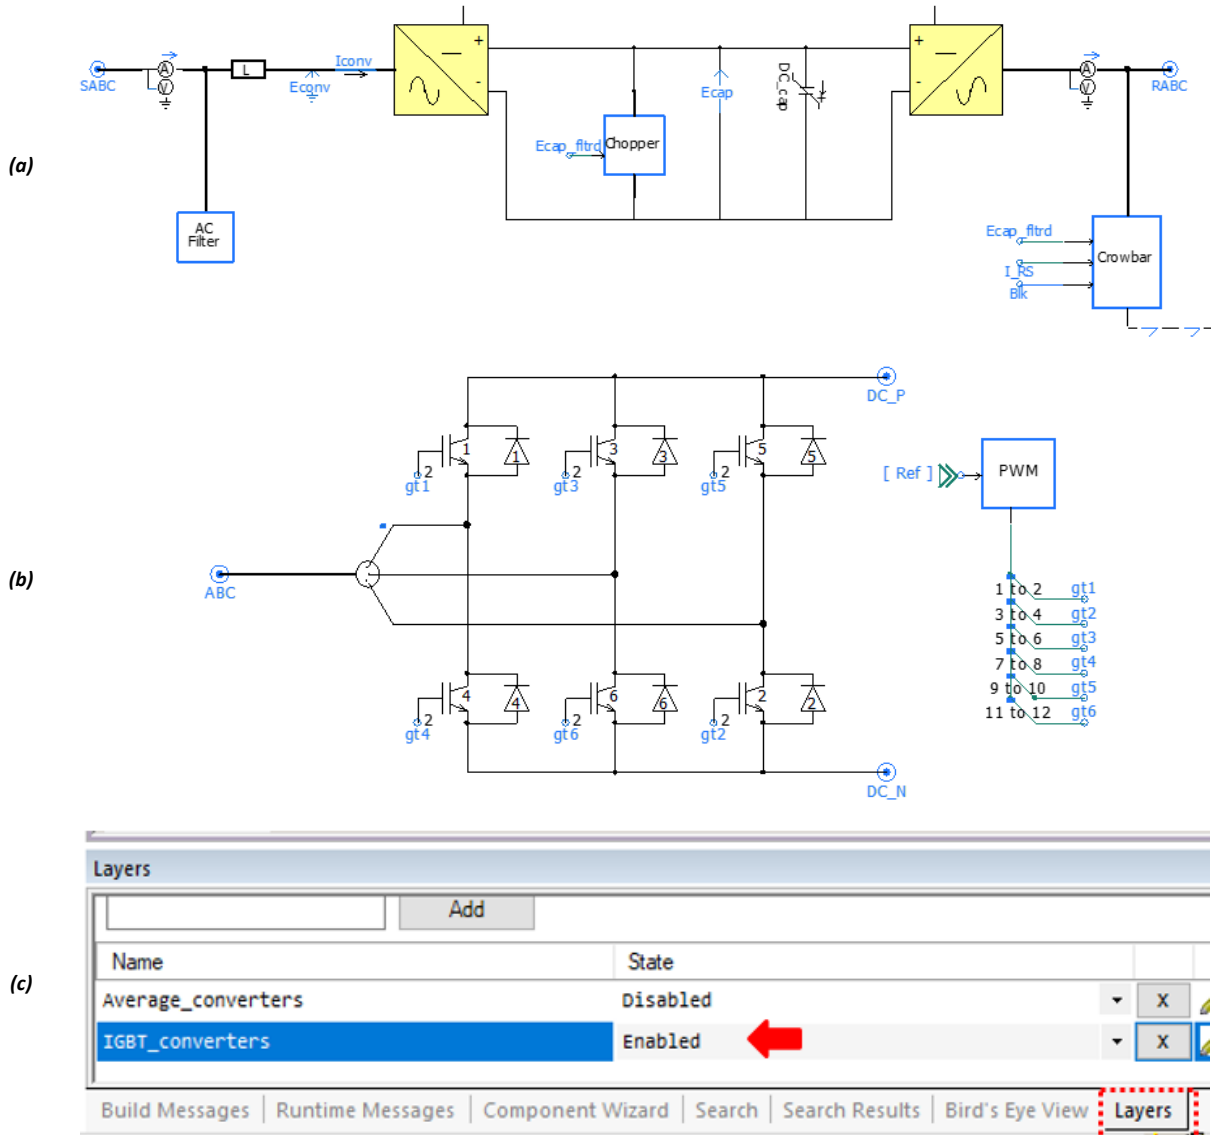 (a)
SABC
A
V
L
Econv
Iconv
+
-
Ecap_fltrd
Chopper
Ecap
DC_cap
+
-
A
V
RABC
AC
Filter
Ecap_fltrd
I_RS
Blk
Crowbar
(b)
DC_P
1
1
2
gt1
3
3
2
gt3
5
5
2
gt5
[ Ref ]
PWM
ABC
1 to 2 gt1
3 to 4 gt2
5 to 6 gt3
7 to 8 gt4
9 to 10 gt5
11 to 12 gt6
4
4
2
gt4
6
6
2
gt6
2
2
2
gt2
DC_N
(c)
Layers
Add
Name State
Average_converters Disabled X
IGBT_converters Enabled X
Build Messages Runtime Messages Component Wizard Search Search Results Bird's Eye View Layers